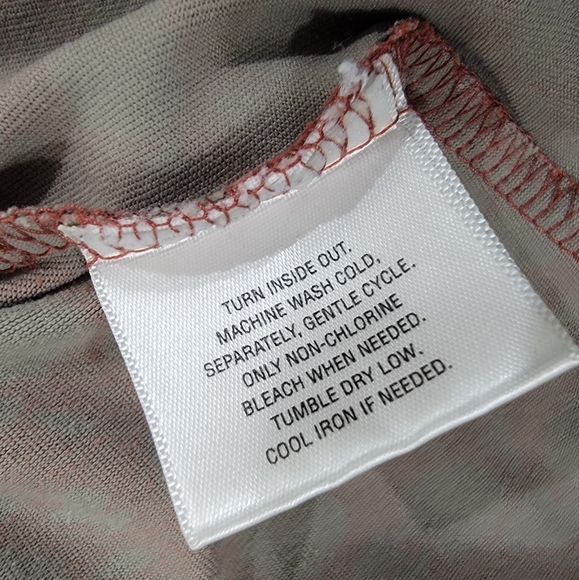 TURN INSIDE OUT.
MACHINE WASH COLD,
SEPARATELY, GENTLE CYCLE.
ONLY NON-CHLORINE
BLEACH WHEN NEEDED.
TUMBLE DRY LOW.
COOL IRON IF NEEDED.